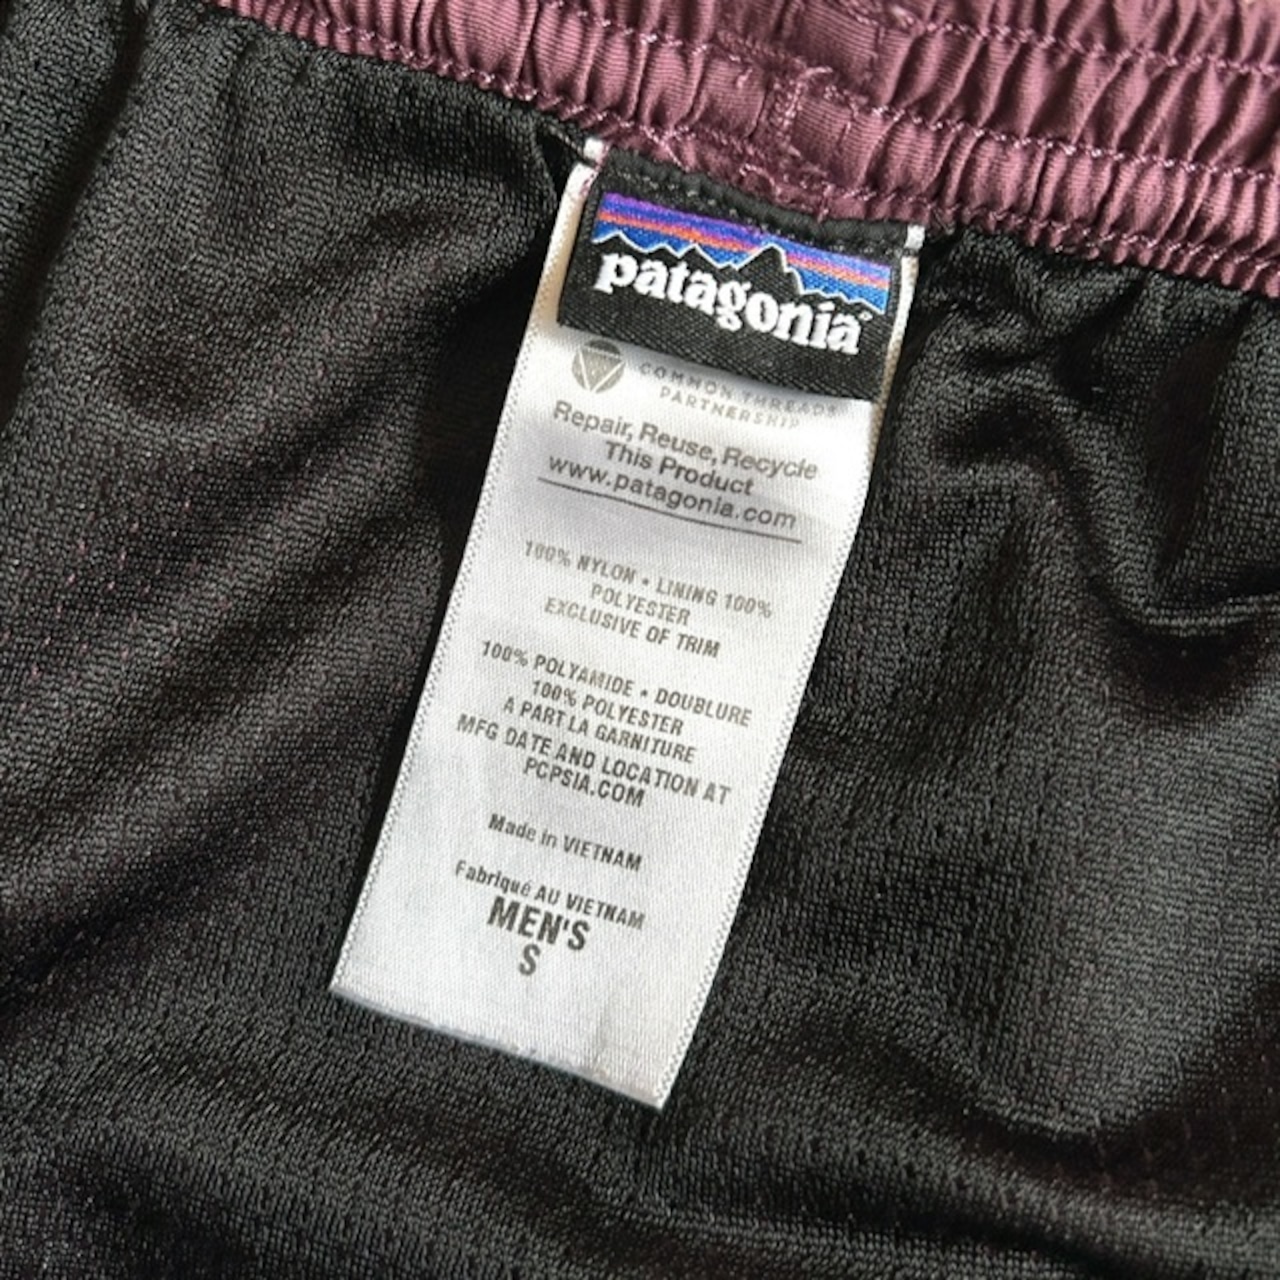 patagonia®
COMMON THREADS
PARTNERSHIP
Repair, Reuse, Recycle
This Product
www.patagonia.com
100% NYLON • LINING 100%
POLYESTER
EXCLUSIVE OF TRIM
100% POLYAMIDE • DOUBLURE
100% POLYESTER
A PART LA GARNITURE
MFG DATE AND LOCATION AT
PCPSIA.COM
Made in VIETNAM
Fabriqué AU VIETNAM
MEN'S
S